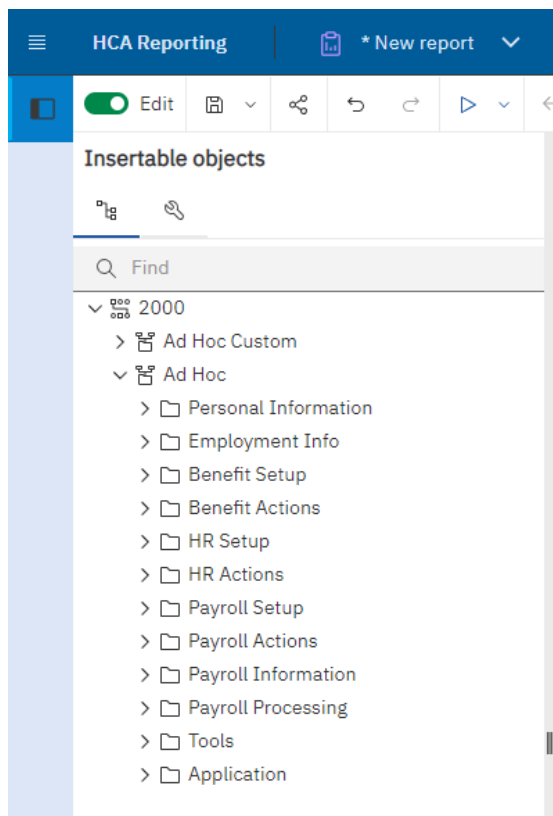 HCA Reporting * New report
Edit
Insertable objects
Find
2000
Ad Hoc Custom
Ad Hoc
Personal Information
Employment Info
Benefit Setup
Benefit Actions
HR Setup
HR Actions
Payroll Setup
Payroll Actions
Payroll Information
Payroll Processing
Tools
Application